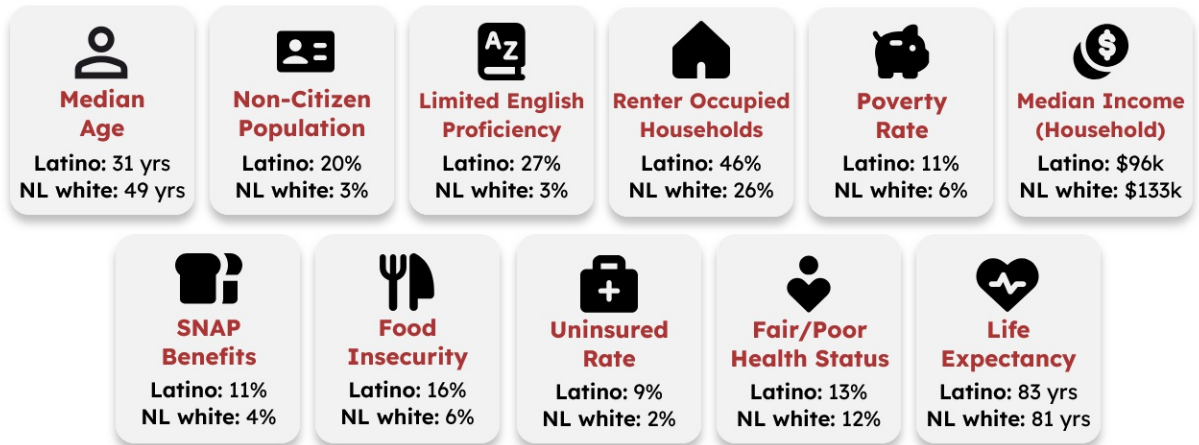 AZ
Median
Age
Latino: 31 yrs
NL white: 49 yrs
Non-Citizen
Population
Latino: 20%
NL white: 3%
Limited English
Proficiency
Latino: 27%
NL white: 3%
Renter Occupied
Households
Latino: 46%
NL white: 26%
Poverty
Rate
Latino: 11%
NL white: 6%
$
Median Income
(Household)
Latino: $96k
NL white: $133k
SNAP
Benefits
Latino: 11%
NL white: 4%
Food
Insecurity
Latino: 16%
NL white: 6%
Uninsured
Rate
Latino: 9%
NL white: 2%
Fair/Poor
Health Status
Latino: 13%
NL white: 12%
Life
Expectancy
Latino: 83 yrs
NL white: 81 yrs